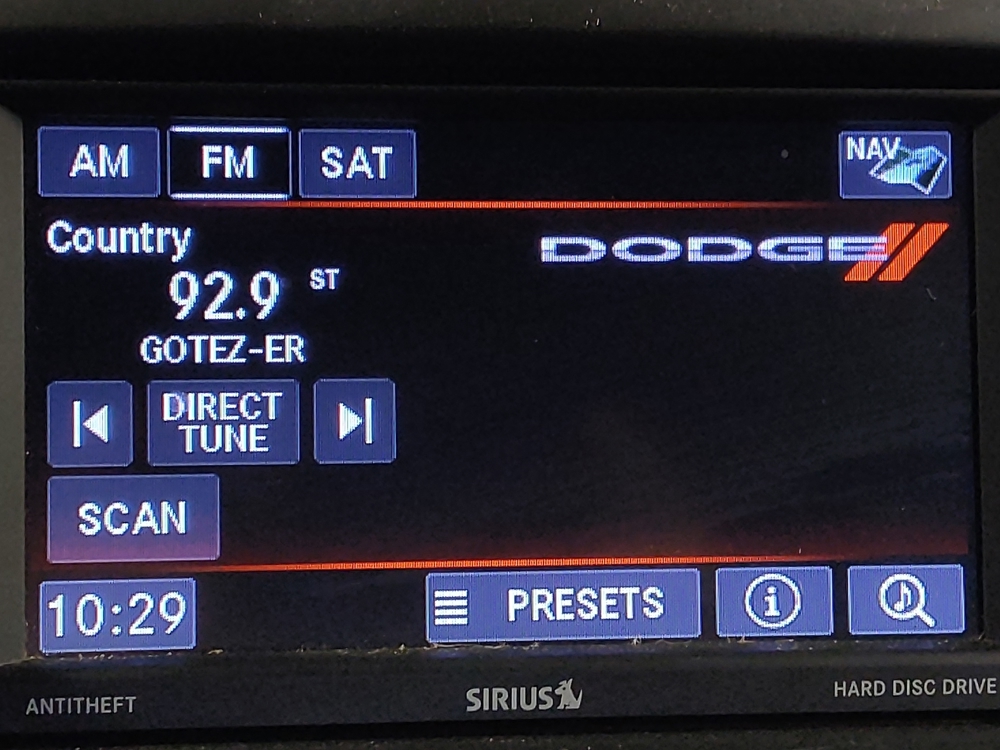 AM FM SAT NAV
Country
DODGE
92.9 ST
GOTEZ-ER
DIRECT
TUNE
SCAN
10:29 PRESETS i
ANTITHEFT SIRIUS HARD DISC DRIVE